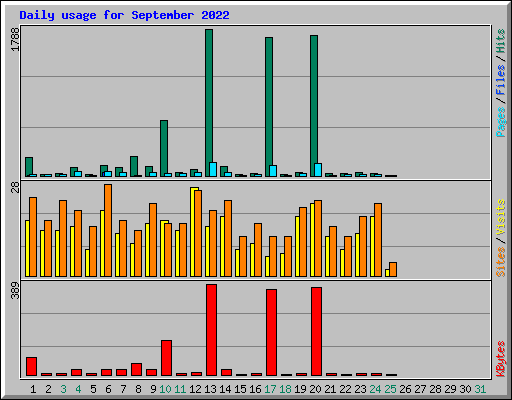 Daily usage for September 2022
1788
Pages / Files / Hits
28
Sites / Visits
389
KBytes
1 2 3 4 5 6 7 8 9 10 11 12 13 14 15 16 17 18 19 20 21 22 23 24 25 26 27 28 29 30 31